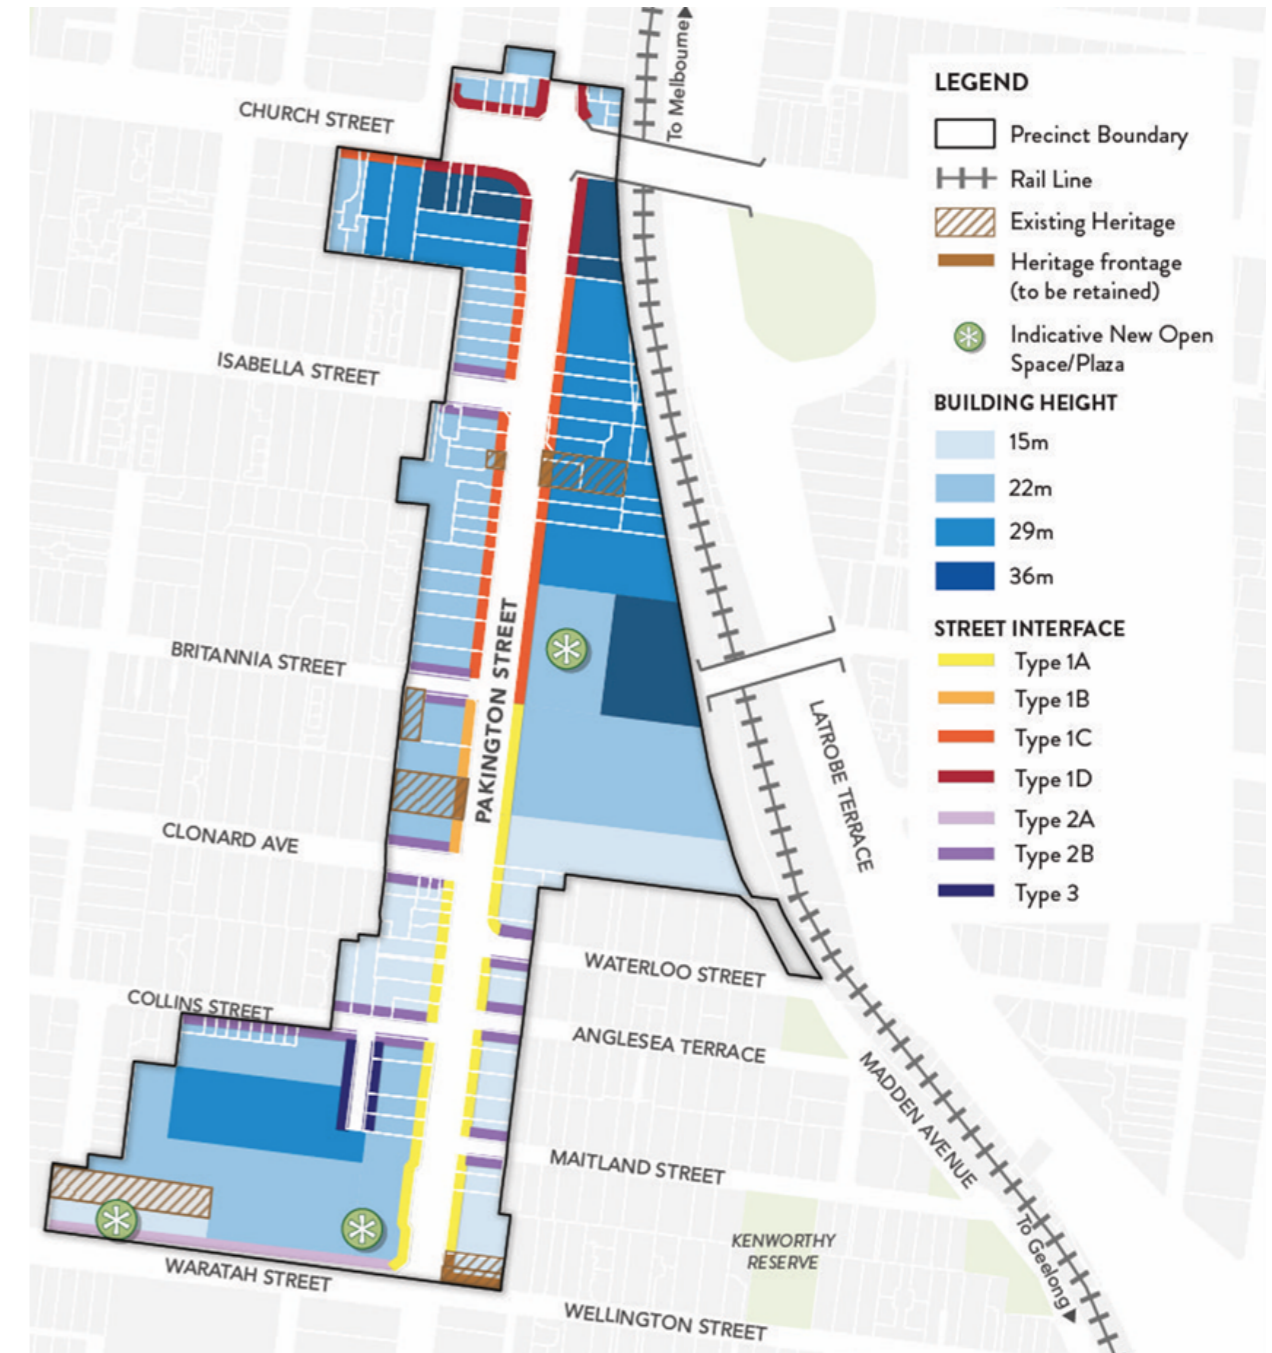 To Melbourne
CHURCH STREET
ISABELLA STREET
BRITANNIA STREET
PAKINGTON STREET
CLONARD AVE
LATROBE TERRACE
COLLINS STREET
WATERLOO STREET
ANGLESEA TERRACE
MADDEN AVENUE
MAITLAND STREET
KENWORTHY
RESERVE
To Geelong
WARATAH STREET
WELLINGTON STREET
LEGEND
Precinct Boundary
Rail Line
Existing Heritage
Heritage frontage
(to be retained)
Indicative New Open
Space/Plaza
BUILDING HEIGHT
15m
22m
29m
36m
STREET INTERFACE
Type 1A
Type 1B
Type 1C
Type 1D
Type 2A
Type 2B
Type 3